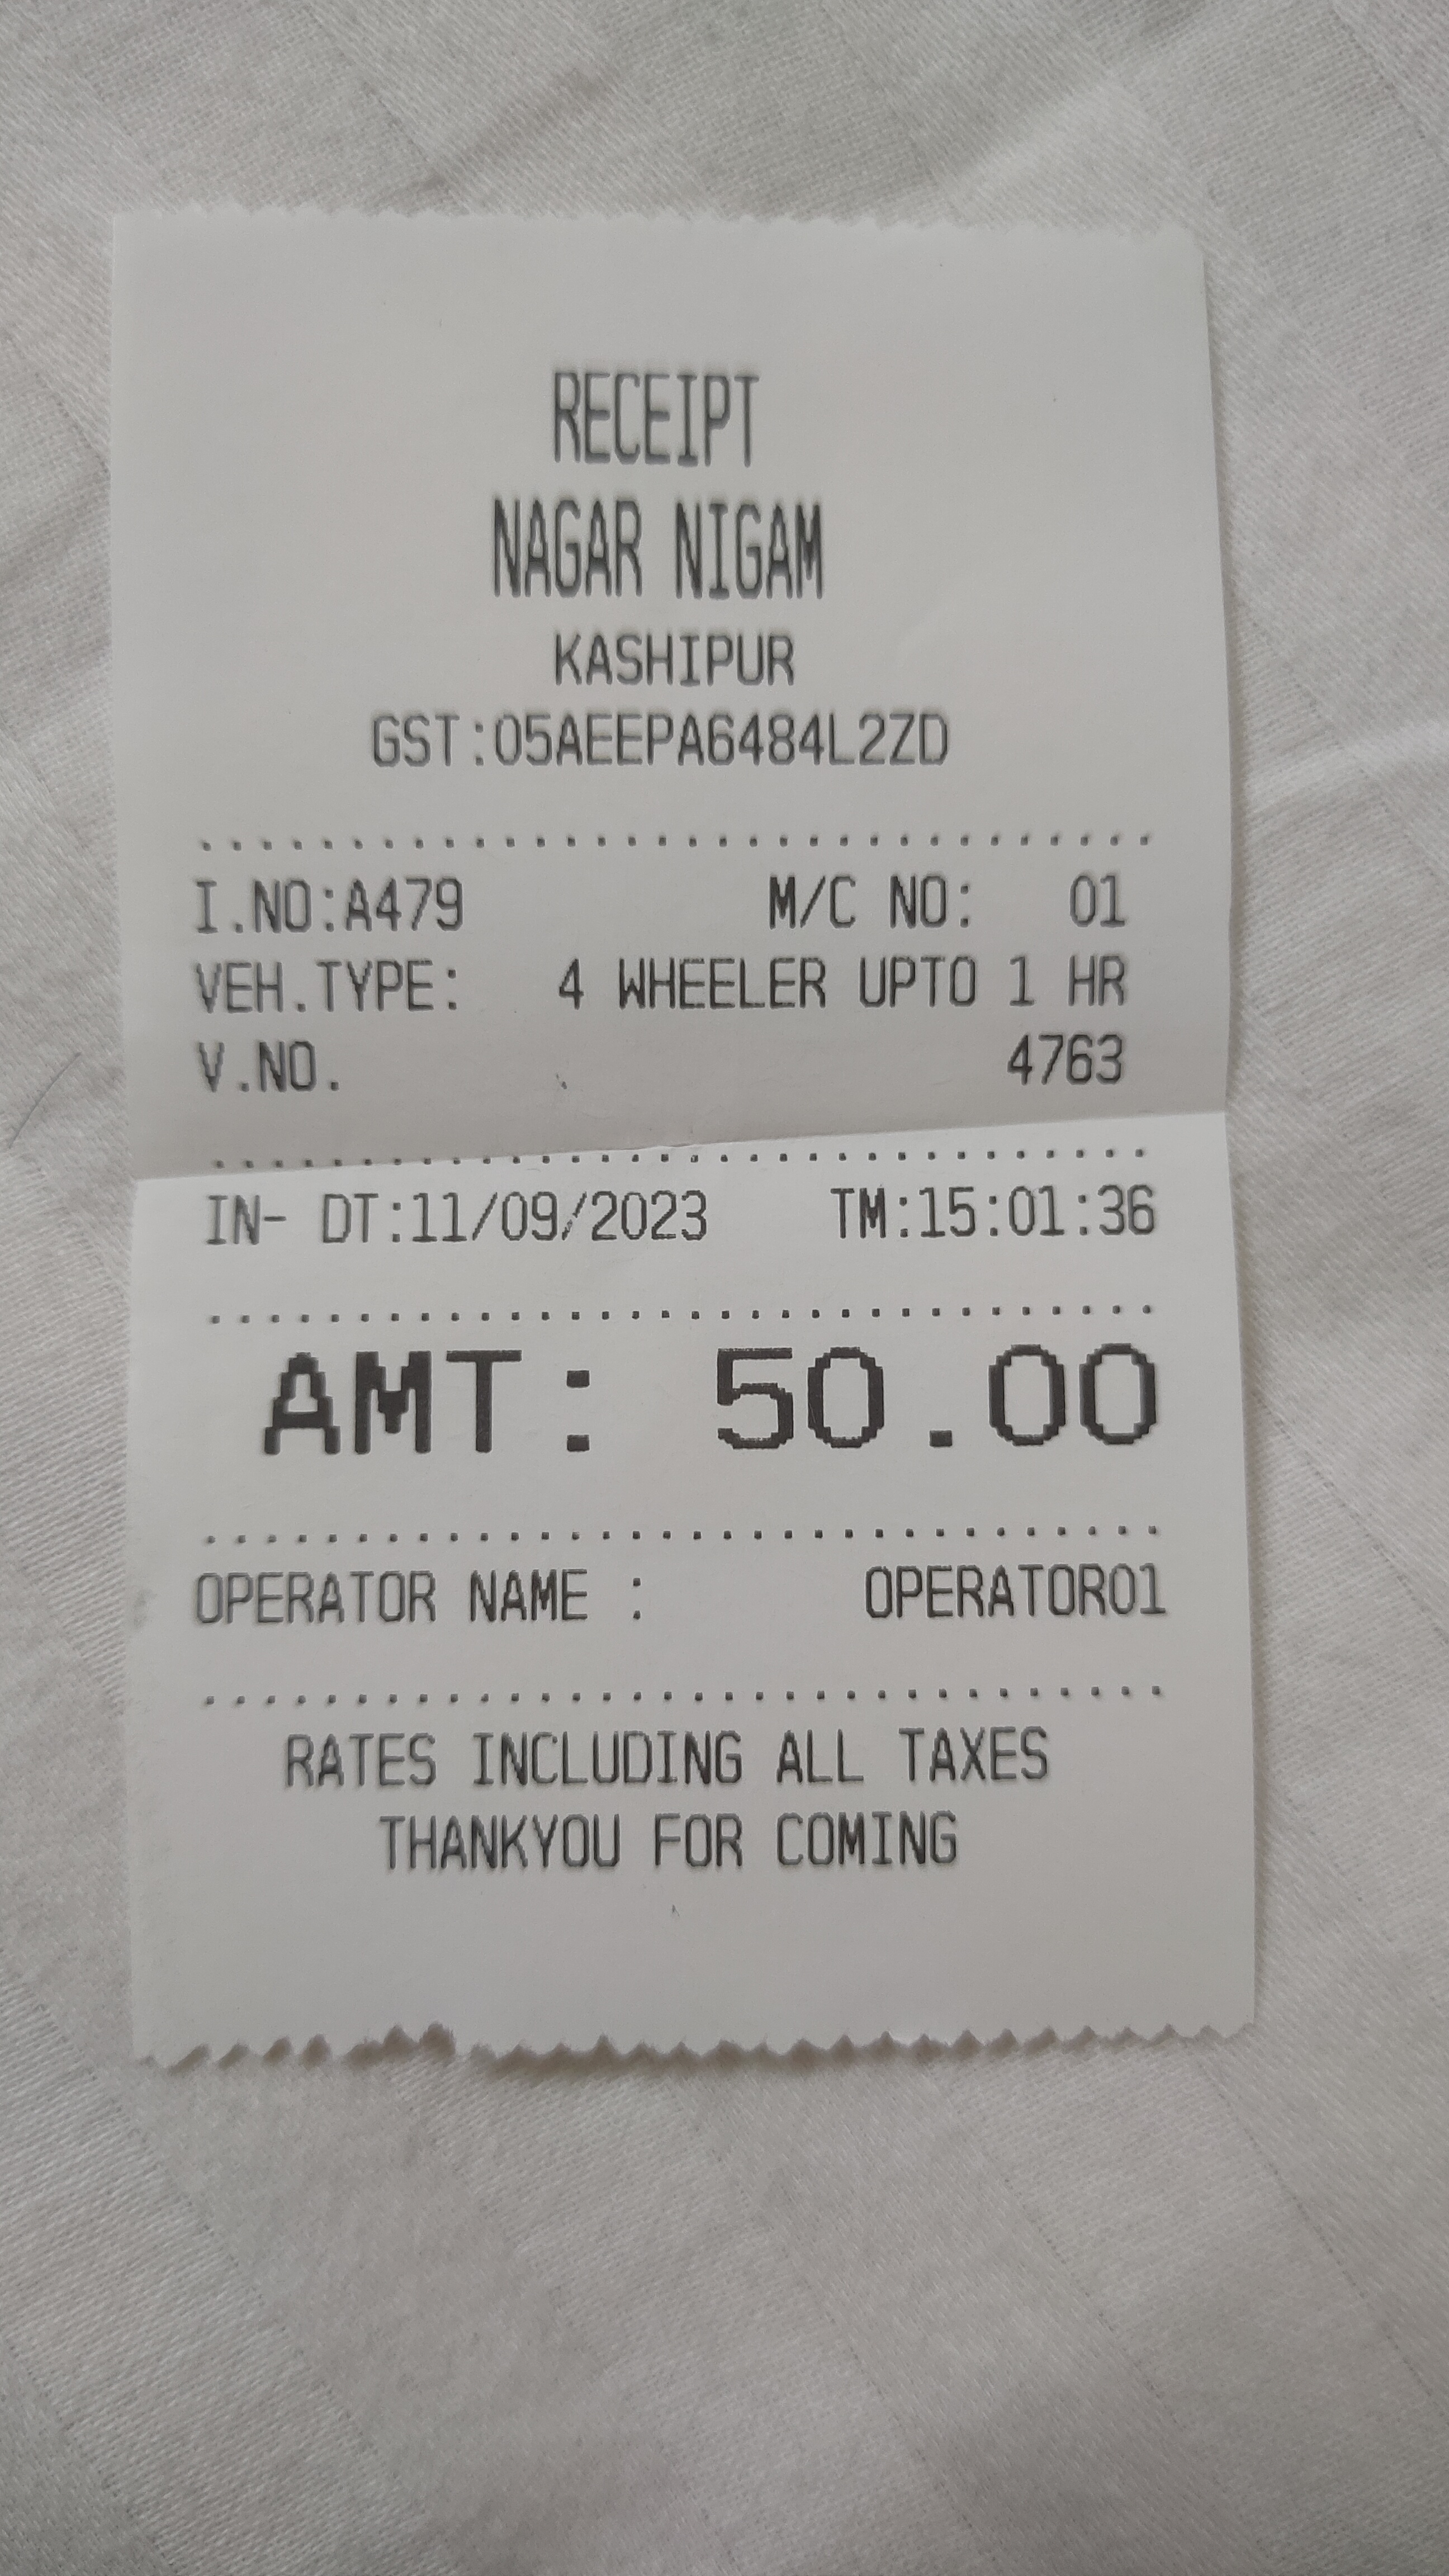 RECEIPT
NAGAR NIGAM
KASHIPUR
GST:05AEEPA6484L2ZD
................................
I.NO:A479 M/C NO: 01
VEH.TYPE: 4 WHEELER UPTO 1 HR
V.NO. 4763
................................
IN- DT:11/09/2023 TM:15:01:36
................................
AMT: 50.00
................................
OPERATOR NAME : OPERATOR01
................................
RATES INCLUDING ALL TAXES
THANKYOU FOR COMING